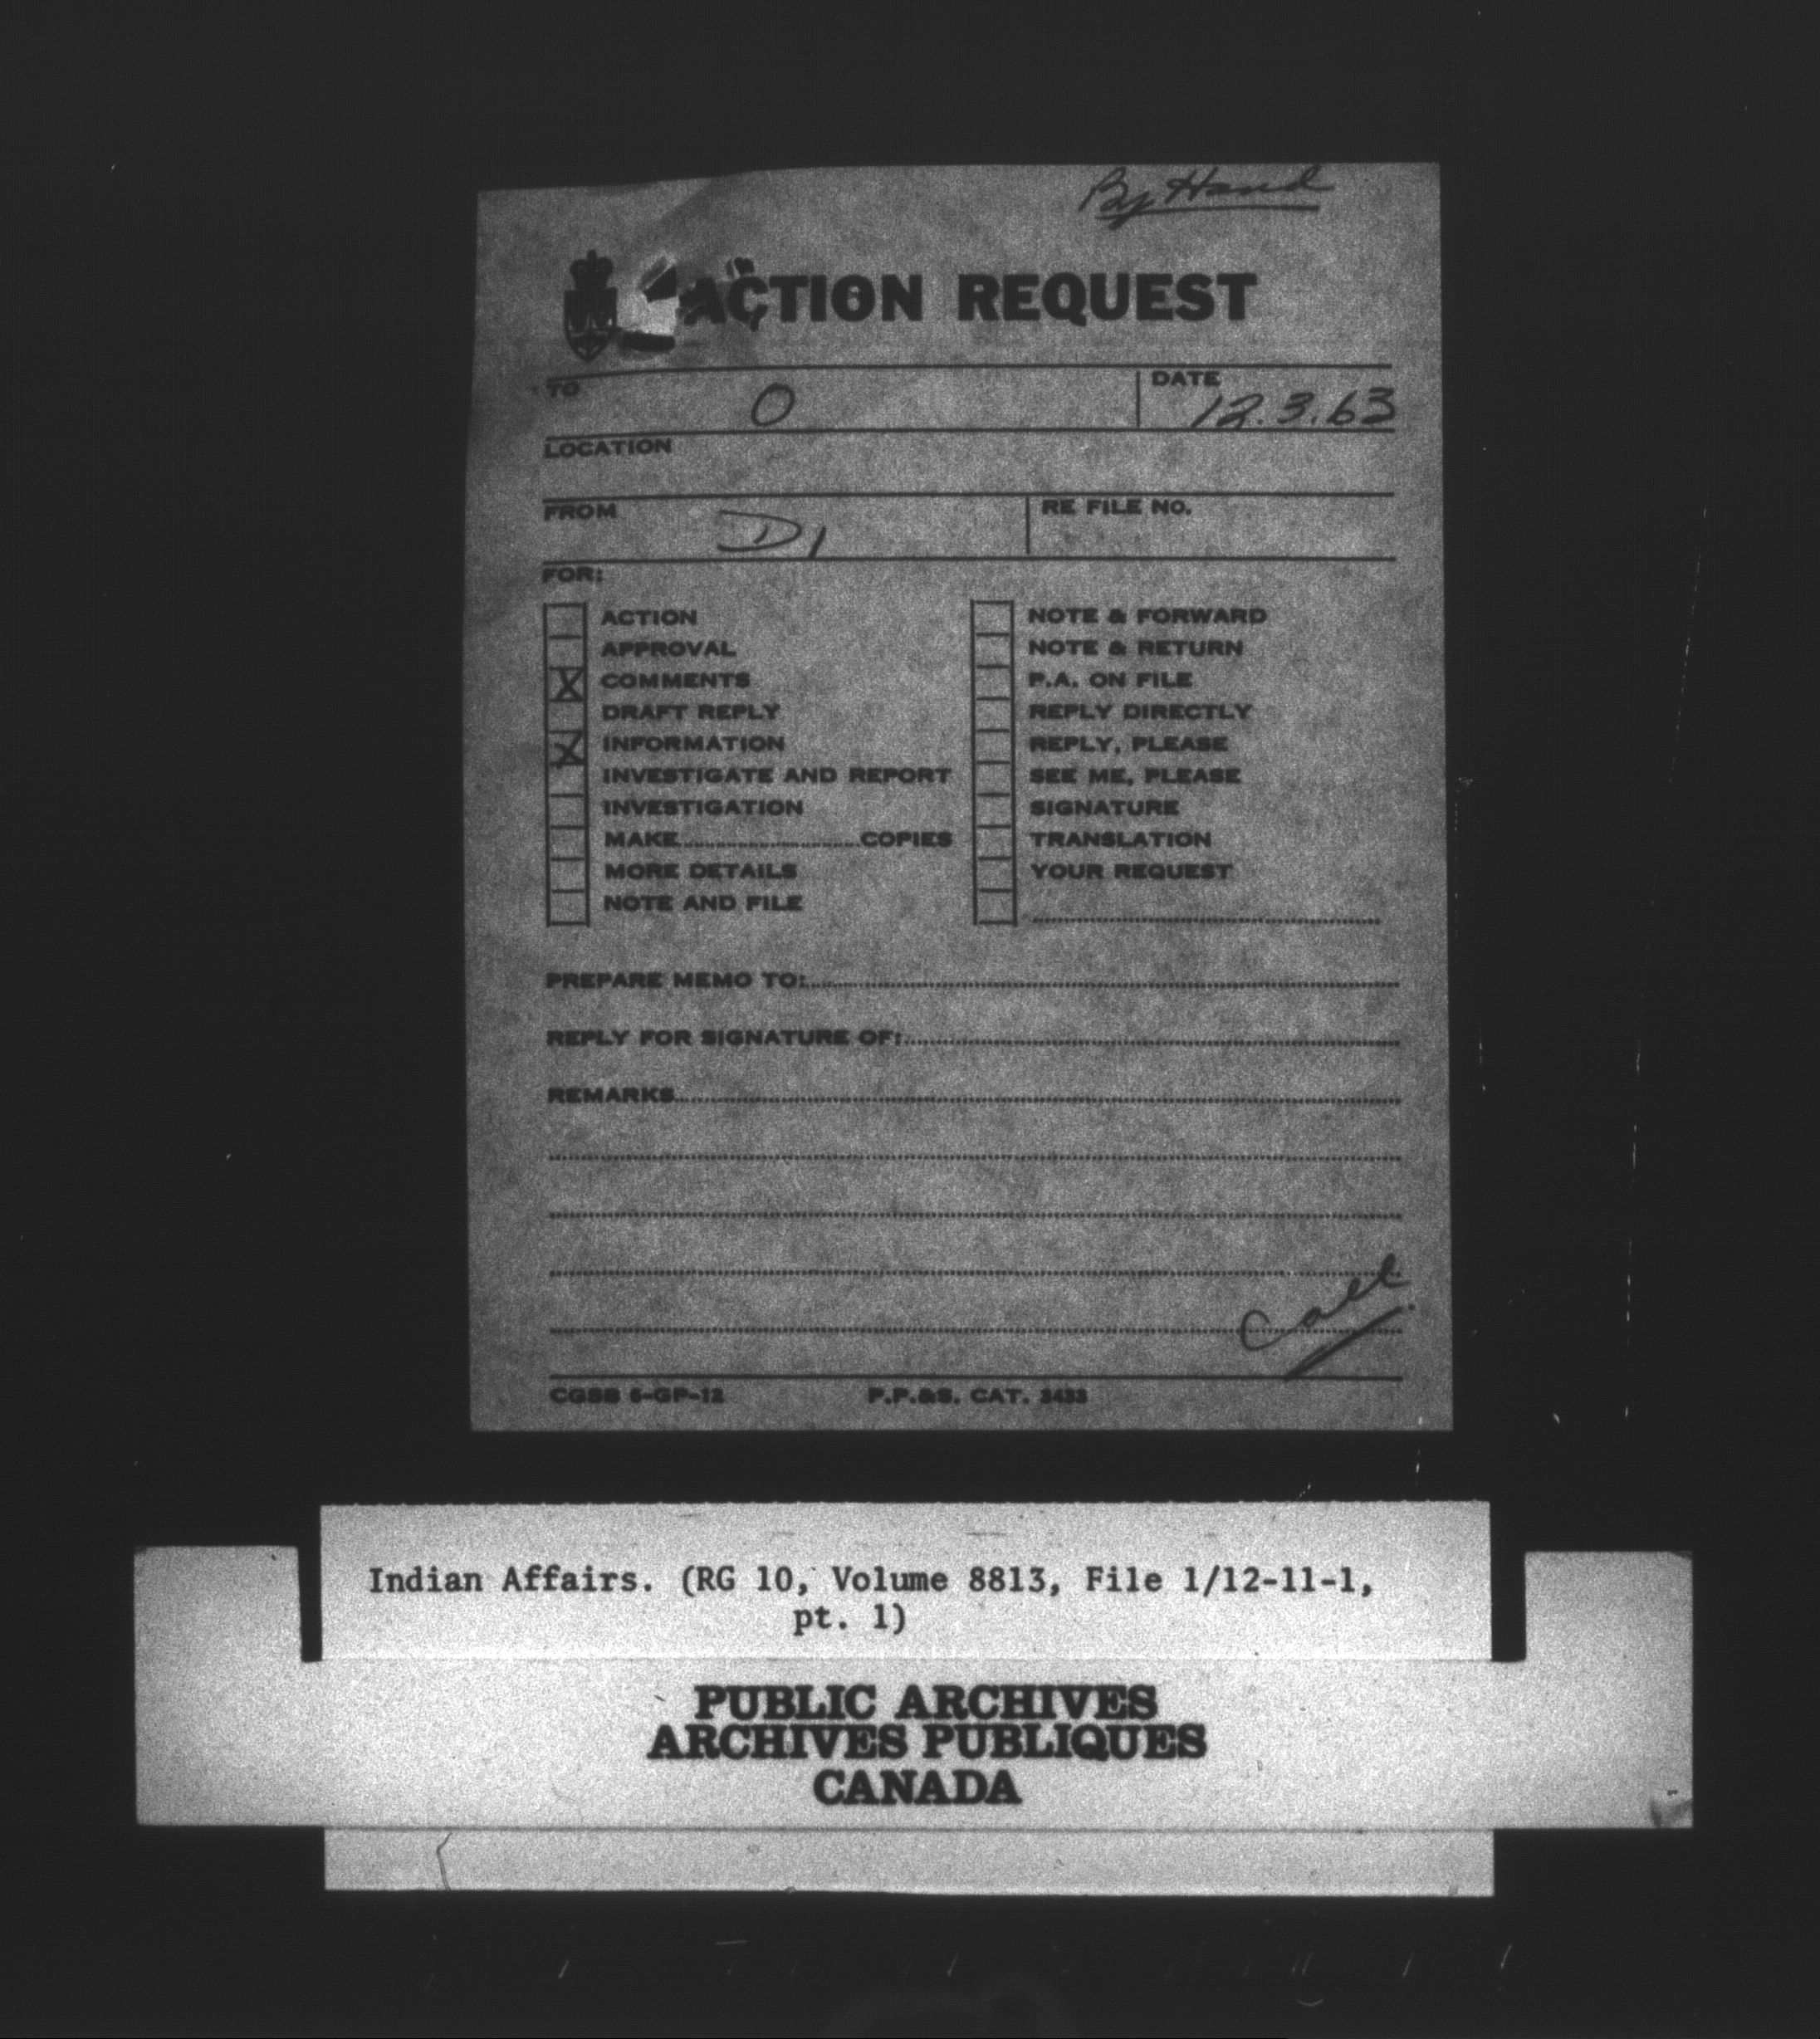 By Hand
ACTION REQUEST
TO O DATE 12.3.63
LOCATION
FROM D1 RE FILE NO.
FOR:
ACTION
APPROVAL
X COMMENTS
DRAFT REPLY
X INFORMATION
INVESTIGATE AND REPORT
INVESTIGATION
MAKE..............................COPIES
MORE DETAILS
NOTE AND FILE
NOTE & FORWARD
NOTE & RETURN
P.A. ON FILE
REPLY DIRECTLY
REPLY, PLEASE
SEE ME, PLEASE
SIGNATURE
TRANSLATION
YOUR REQUEST
PREPARE MEMO TO:
REPLY FOR SIGNATURE OF:
REMARKS
CGSB 6-GP-12 P.P.&S. CAT. 3433
Indian Affairs. (RG 10, Volume 8813, File 1/12-11-1,
pt. 1)
PUBLIC ARCHIVES
ARCHIVES PUBLIQUES
CANADA